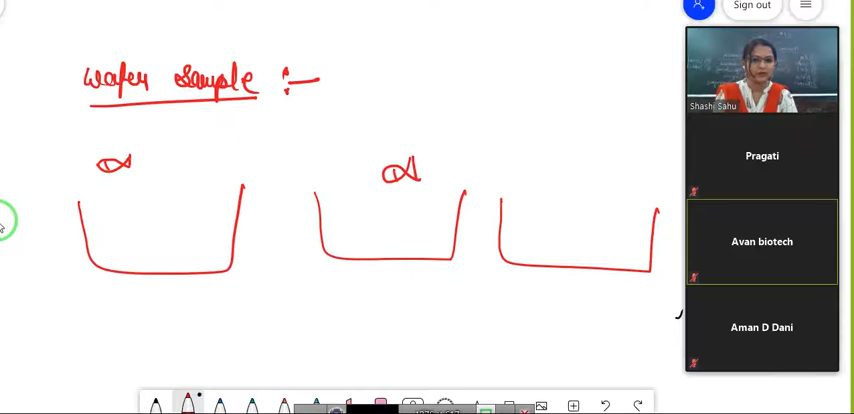 Sign out
Water Sample :-
Shashi Sahu
Pragati
Avan biotech
Aman D Dani